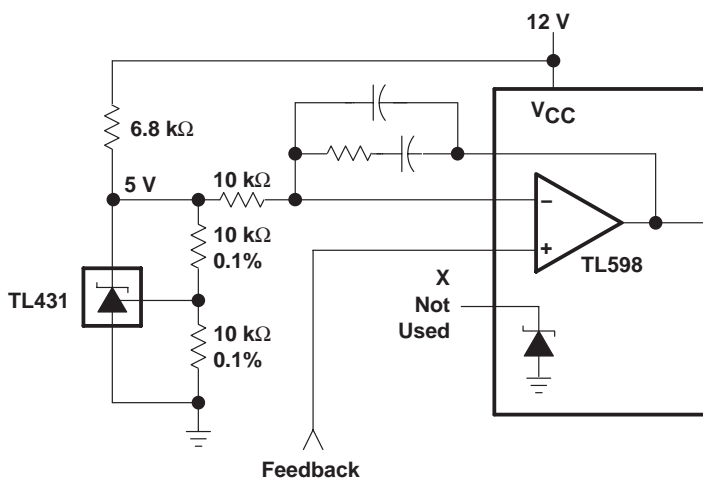 12 V
VCC
6.8 kΩ
5 V
10 kΩ
10 kΩ
0.1%
TL431
10 kΩ
0.1%
−
+
TL598
X
Not
Used
Feedback